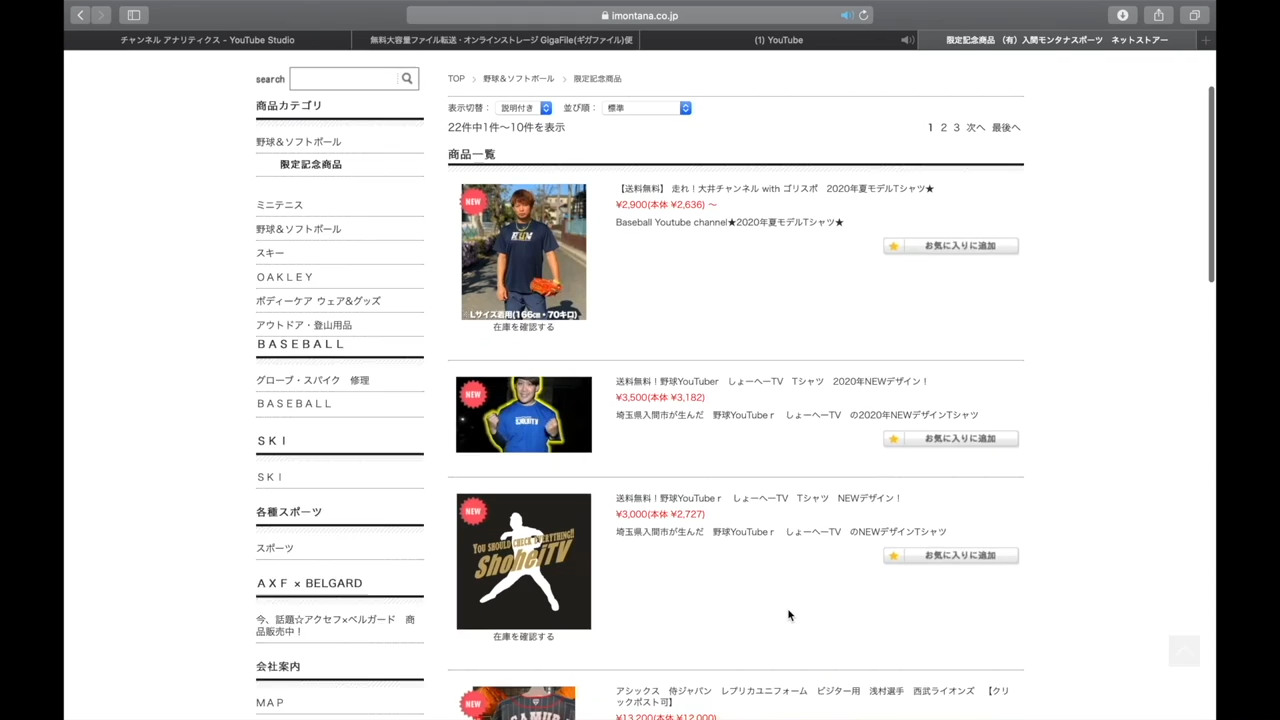 imontana.co.jp
チャンネル アナリティクス - YouTube Studio
無料大容量ファイル転送・オンラインストレージ GigaFile(ギガファイル)便
(1) YouTube
限定記念商品 （有）入間モンタナスポーツ　ネットストアー
search
商品カテゴリ
野球&ソフトボール
限定記念商品
ミニテニス
野球&ソフトボール
スキー
ＯＡＫＬＥＹ
ボディーケア ウェア&グッズ
アウトドア・登山用品
ＢＡＳＥＢＡＬＬ
グローブ・スパイク　修理
ＢＡＳＥＢＡＬＬ
ＳＫＩ
ＳＫＩ
各種スポーツ
スポーツ
ＡＸＦ × BELGARD
今、話題☆アクセフ×ベルガード　商
品販売中！
会社案内
ＭＡＰ
TOP > 野球&ソフトボール > 限定記念商品
表示切替： 説明付き 並び順： 標準
22件中1件〜10件を表示
1 2 3 次へ 最後へ
商品一覧
NEW
RUN
Lサイズ着用(166㎝・70キロ)
在庫を確認する
【送料無料】 走れ！大井チャンネル with ゴリスポ　2020年夏モデルTシャツ★
¥2,900(本体 ¥2,636) 〜
Baseball Youtube channel★2020年夏モデルTシャツ★
お気に入りに追加
NEW
送料無料！野球YouTuber　しょーへーTV　Tシャツ　2020年NEWデザイン！
¥3,500(本体 ¥3,182)
埼玉県入間市が生んだ　野球YouTubeｒ　しょーへーTV　の2020年NEWデザインTシャツ
お気に入りに追加
NEW
YOU SHOULD CHECK EVERYTHING!!
ShoheiTV
在庫を確認する
送料無料！野球YouTubeｒ　しょーへーTV　Tシャツ　NEWデザイン！
¥3,000(本体 ¥2,727)
埼玉県入間市が生んだ　野球YouTubeｒ　しょーへーTV　のNEWデザインTシャツ
お気に入りに追加
NEW
アシックス　侍ジャパン　レプリカユニフォーム　ビジター用　浅村選手　西武ライオンズ　【クリ
ックポスト可】
¥13,200(本体 ¥12,000)